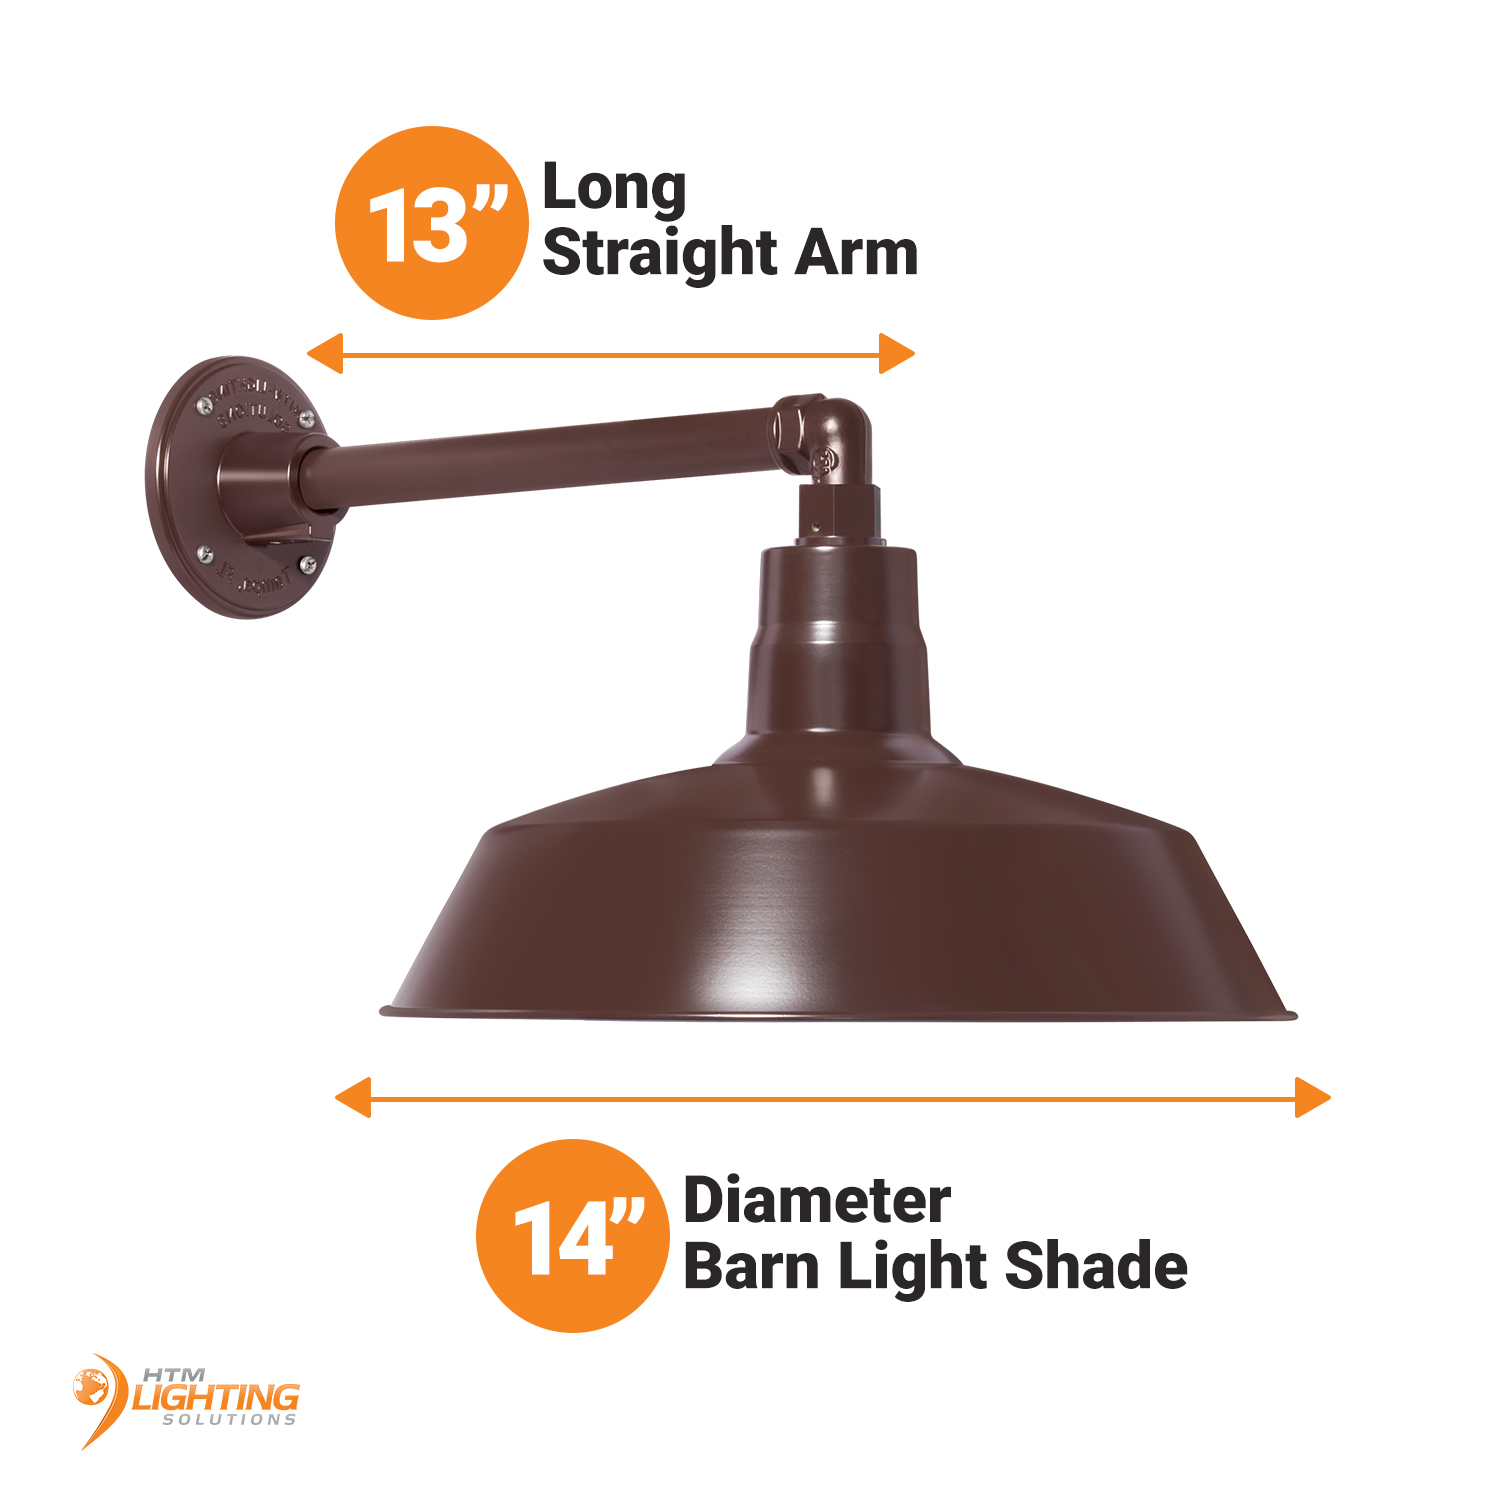 13”
Long
Straight Arm
14”
Diameter
Barn Light Shade
HTM
LIGHTING
SOLUTIONS